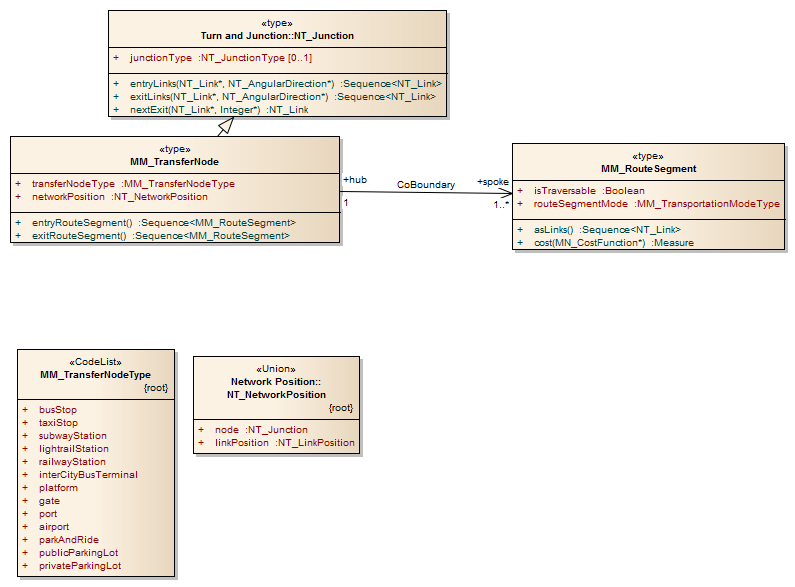 «type»
Turn and Junction::NT_Junction
+ junctionType :NT_JunctionType [0..1]
+ entryLinks(NT_Link*, NT_AngularDirection*) :Sequence<NT_Link>
+ exitLinks(NT_Link*, NT_AngularDirection*) :Sequence<NT_Link>
+ nextExit(NT_Link*, Integer*) :NT_Link
«type»
MM_TransferNode
+ transferNodeType :MM_TransferNodeType
+ networkPosition :NT_NetworkPosition
+ entryRouteSegment() :Sequence<MM_RouteSegment>
+ exitRouteSegment() :Sequence<MM_RouteSegment>
+hub
1
CoBoundary
+spoke
1..*
«type»
MM_RouteSegment
+ isTraversable :Boolean
+ routeSegmentMode :MM_TransportationModeType
+ asLinks() :Sequence<NT_Link>
+ cost(MN_CostFunction*) :Measure
«CodeList»
MM_TransferNodeType
{root}
+ busStop
+ taxiStop
+ subwayStation
+ lightrailStation
+ railwayStation
+ interCityBusTerminal
+ platform
+ gate
+ port
+ airport
+ parkAndRide
+ publicParkingLot
+ privateParkingLot
«Union»
Network Position::
NT_NetworkPosition
{root}
+ node :NT_Junction
+ linkPosition :NT_LinkPosition